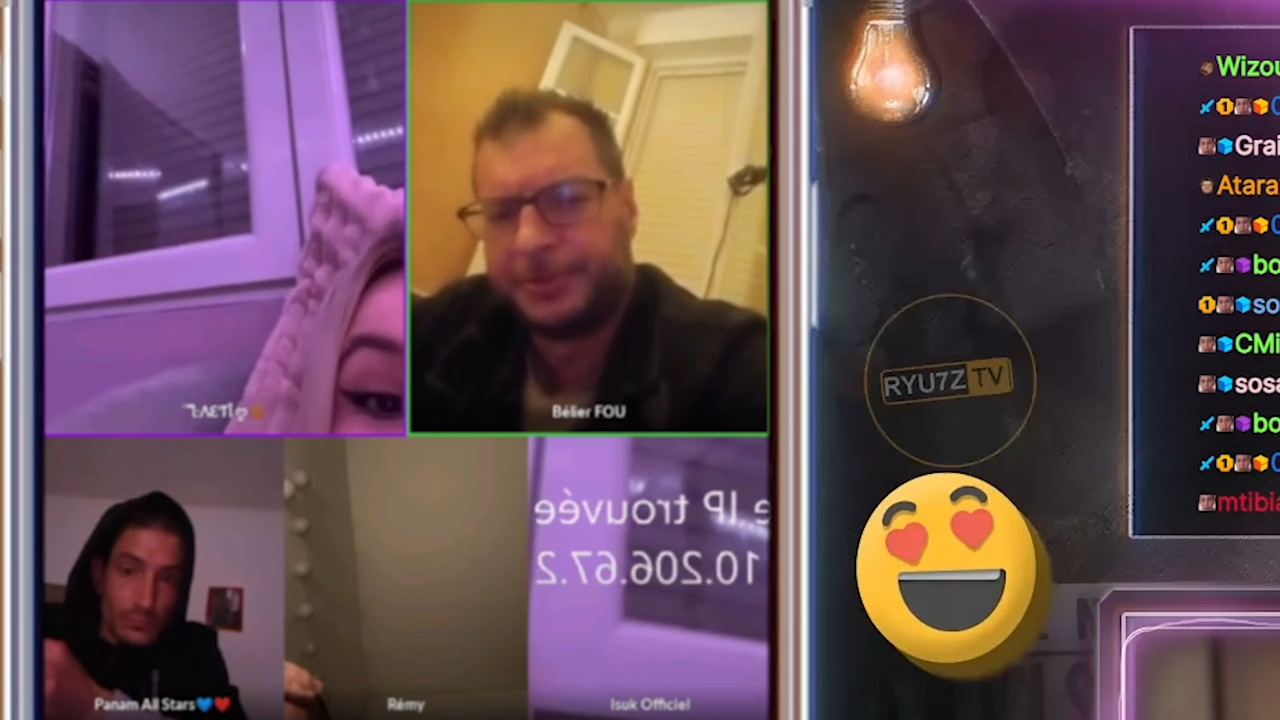 Bélier FOU
Panam All Stars💙❤️
Rémy
Isuk Officiel
e IP trouvée
10.206.67.2
RYU7Z TV
Wizou
Grai
Atara
bo
so
CMi
sosa
bo
mtibia